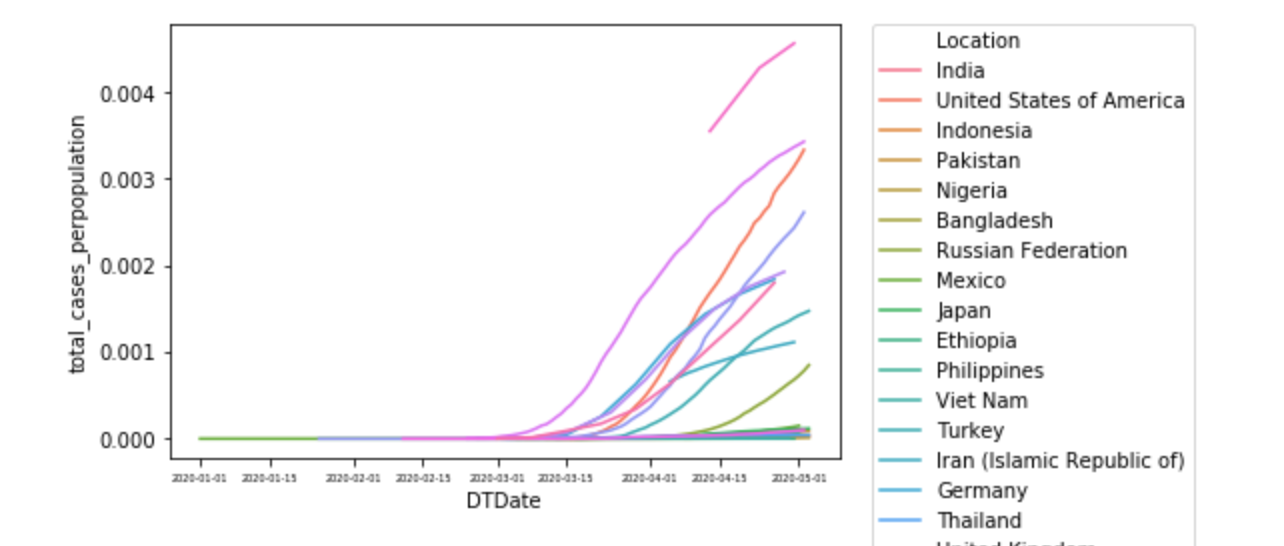 0.004
0.003
0.002
0.001
0.000
total_cases_perpopulation
2020-01-01 2020-01-15 2020-02-01 2020-02-15 2020-03-01 2020-03-15 2020-04-01 2020-04-15 2020-05-01
DTDate
Location
India
United States of America
Indonesia
Pakistan
Nigeria
Bangladesh
Russian Federation
Mexico
Japan
Ethiopia
Philippines
Viet Nam
Turkey
Iran (Islamic Republic of)
Germany
Thailand